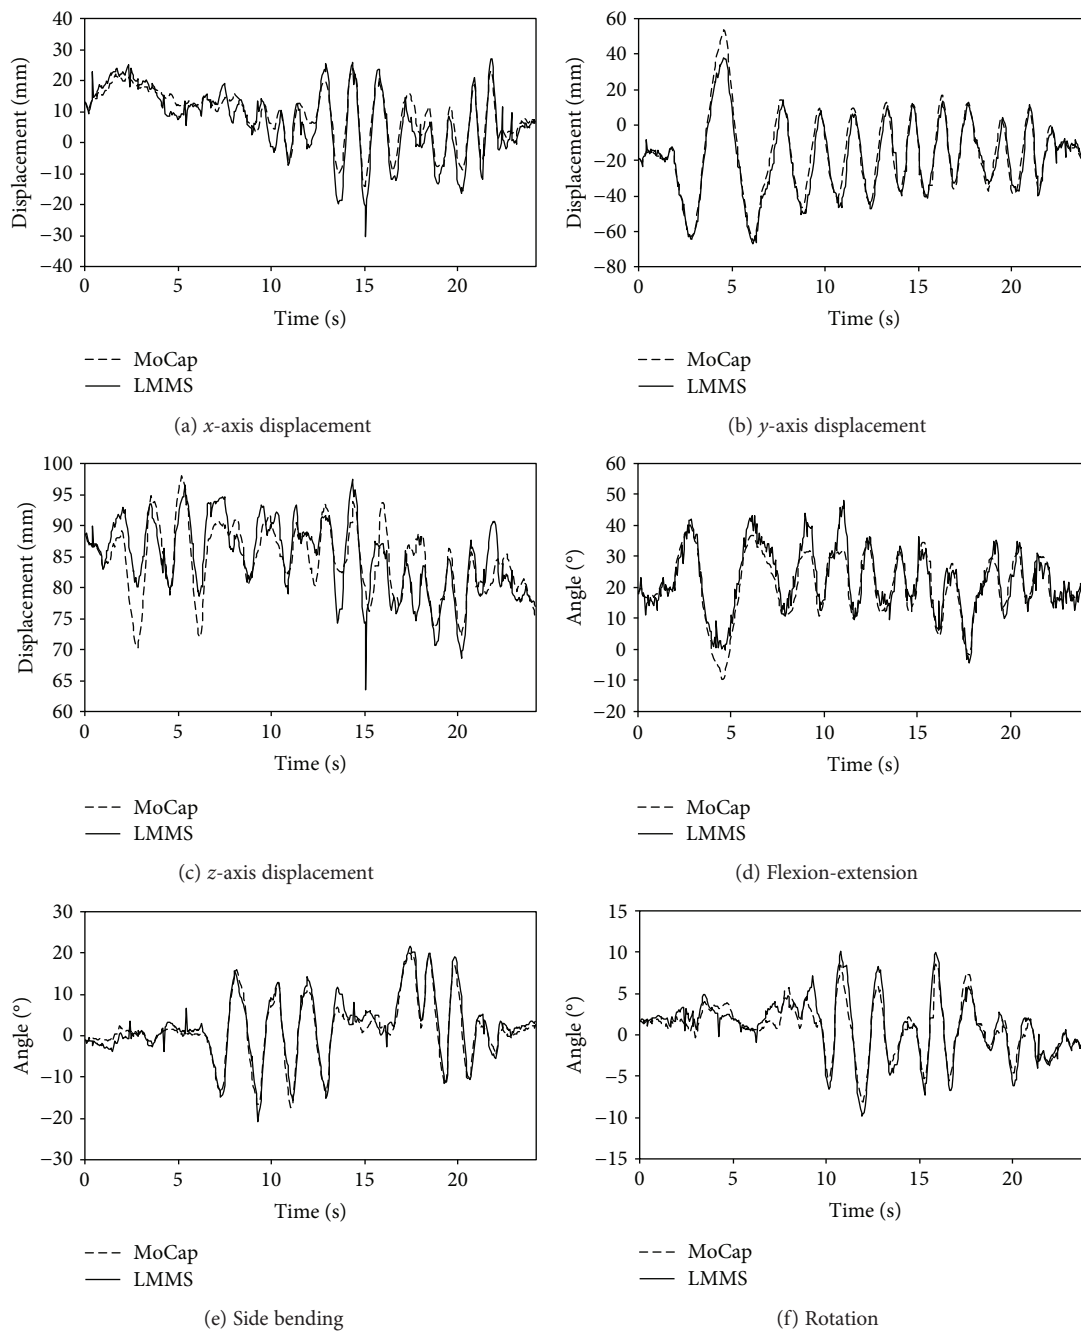 40
30
20
10
0
−10
−20
−30
−40
Displacement (mm)
0 5 10 15 20
Time (s)
MoCap
LMMS
(a) x-axis displacement
60
40
20
0
−20
−40
−60
−80
Displacement (mm)
0 5 10 15 20
Time (s)
MoCap
LMMS
(b) y-axis displacement
100
95
90
85
80
75
70
65
60
Displacement (mm)
0 5 10 15 20
Time (s)
MoCap
LMMS
(c) z-axis displacement
60
50
40
30
20
10
0
−10
−20
Angle (°)
0 5 10 15 20
Time (s)
MoCap
LMMS
(d) Flexion-extension
30
20
10
0
−10
−20
−30
Angle (°)
0 5 10 15 20
Time (s)
MoCap
LMMS
(e) Side bending
15
10
5
0
−5
−10
−15
Angle (°)
0 5 10 15 20
Time (s)
MoCap
LMMS
(f) Rotation